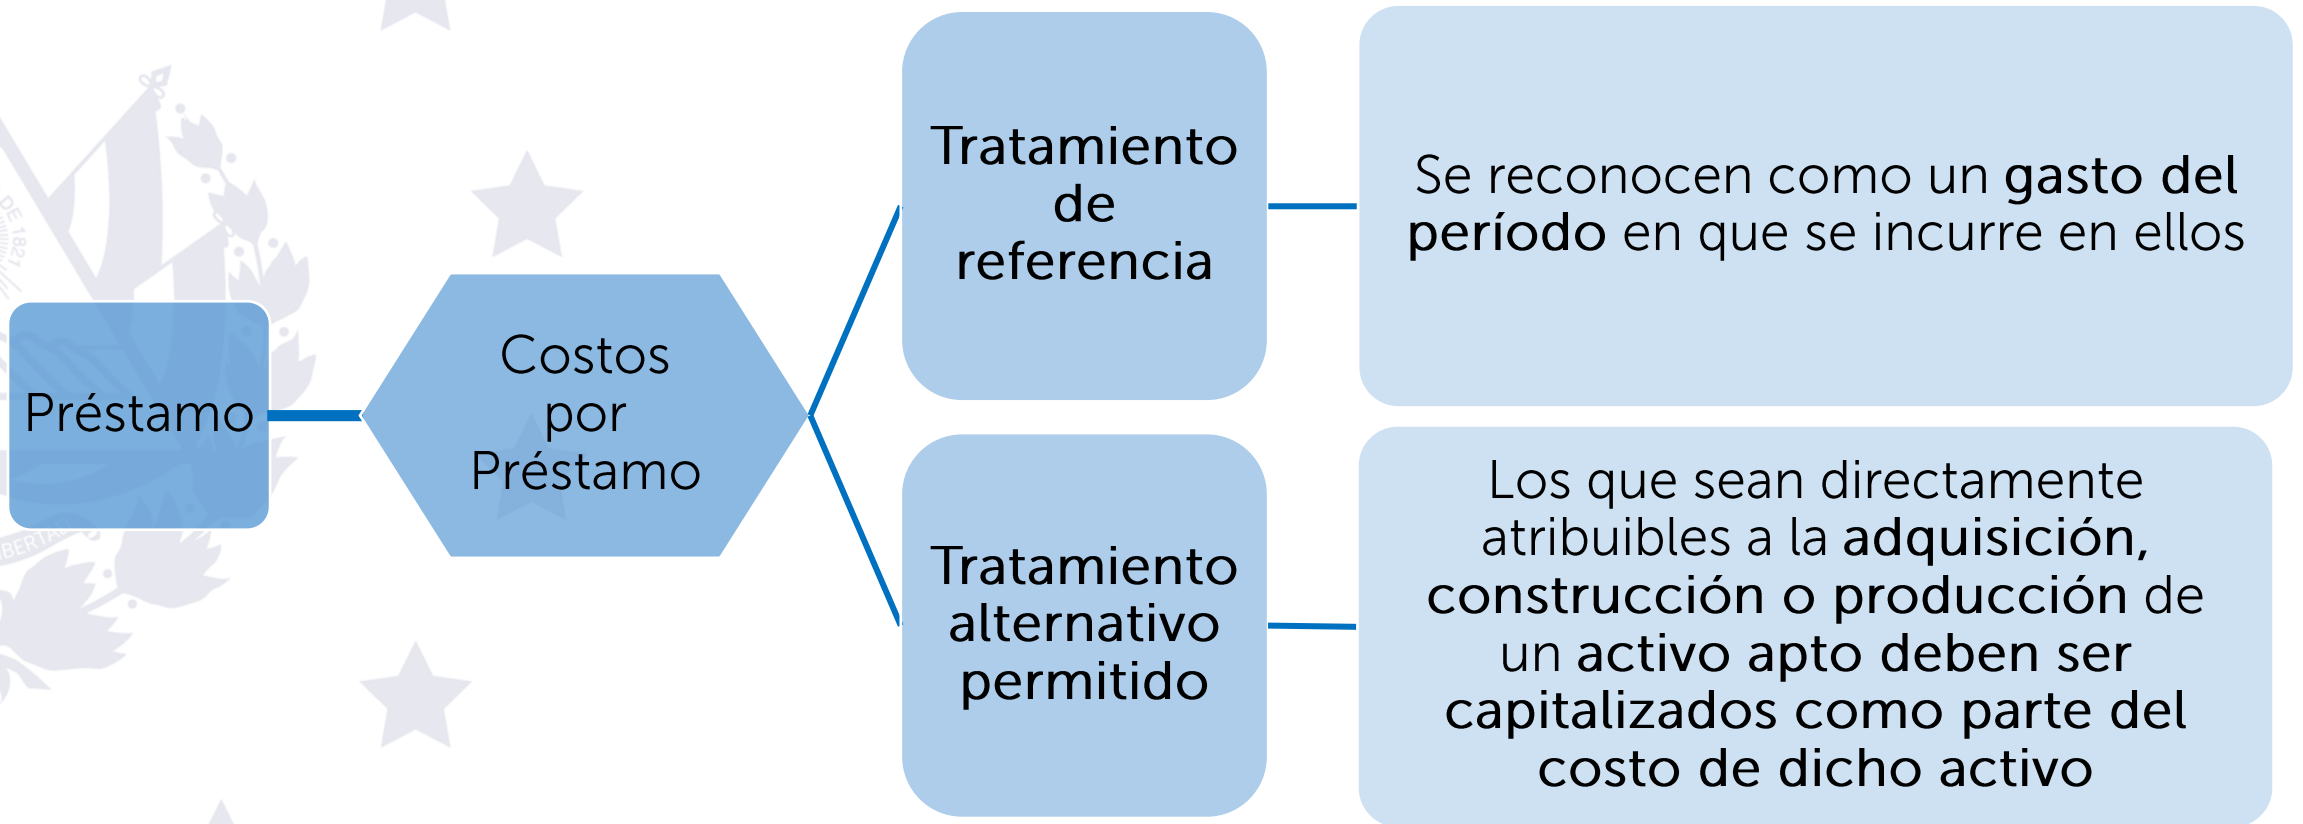 Préstamo
Costos
por
Préstamo
Tratamiento
de
referencia
Se reconocen como un gasto del
período en que se incurre en ellos
Tratamiento
alternativo
permitido
Los que sean directamente
atribuibles a la adquisición,
construcción o producción de
un activo apto deben ser
capitalizados como parte del
costo de dicho activo
DE 1821